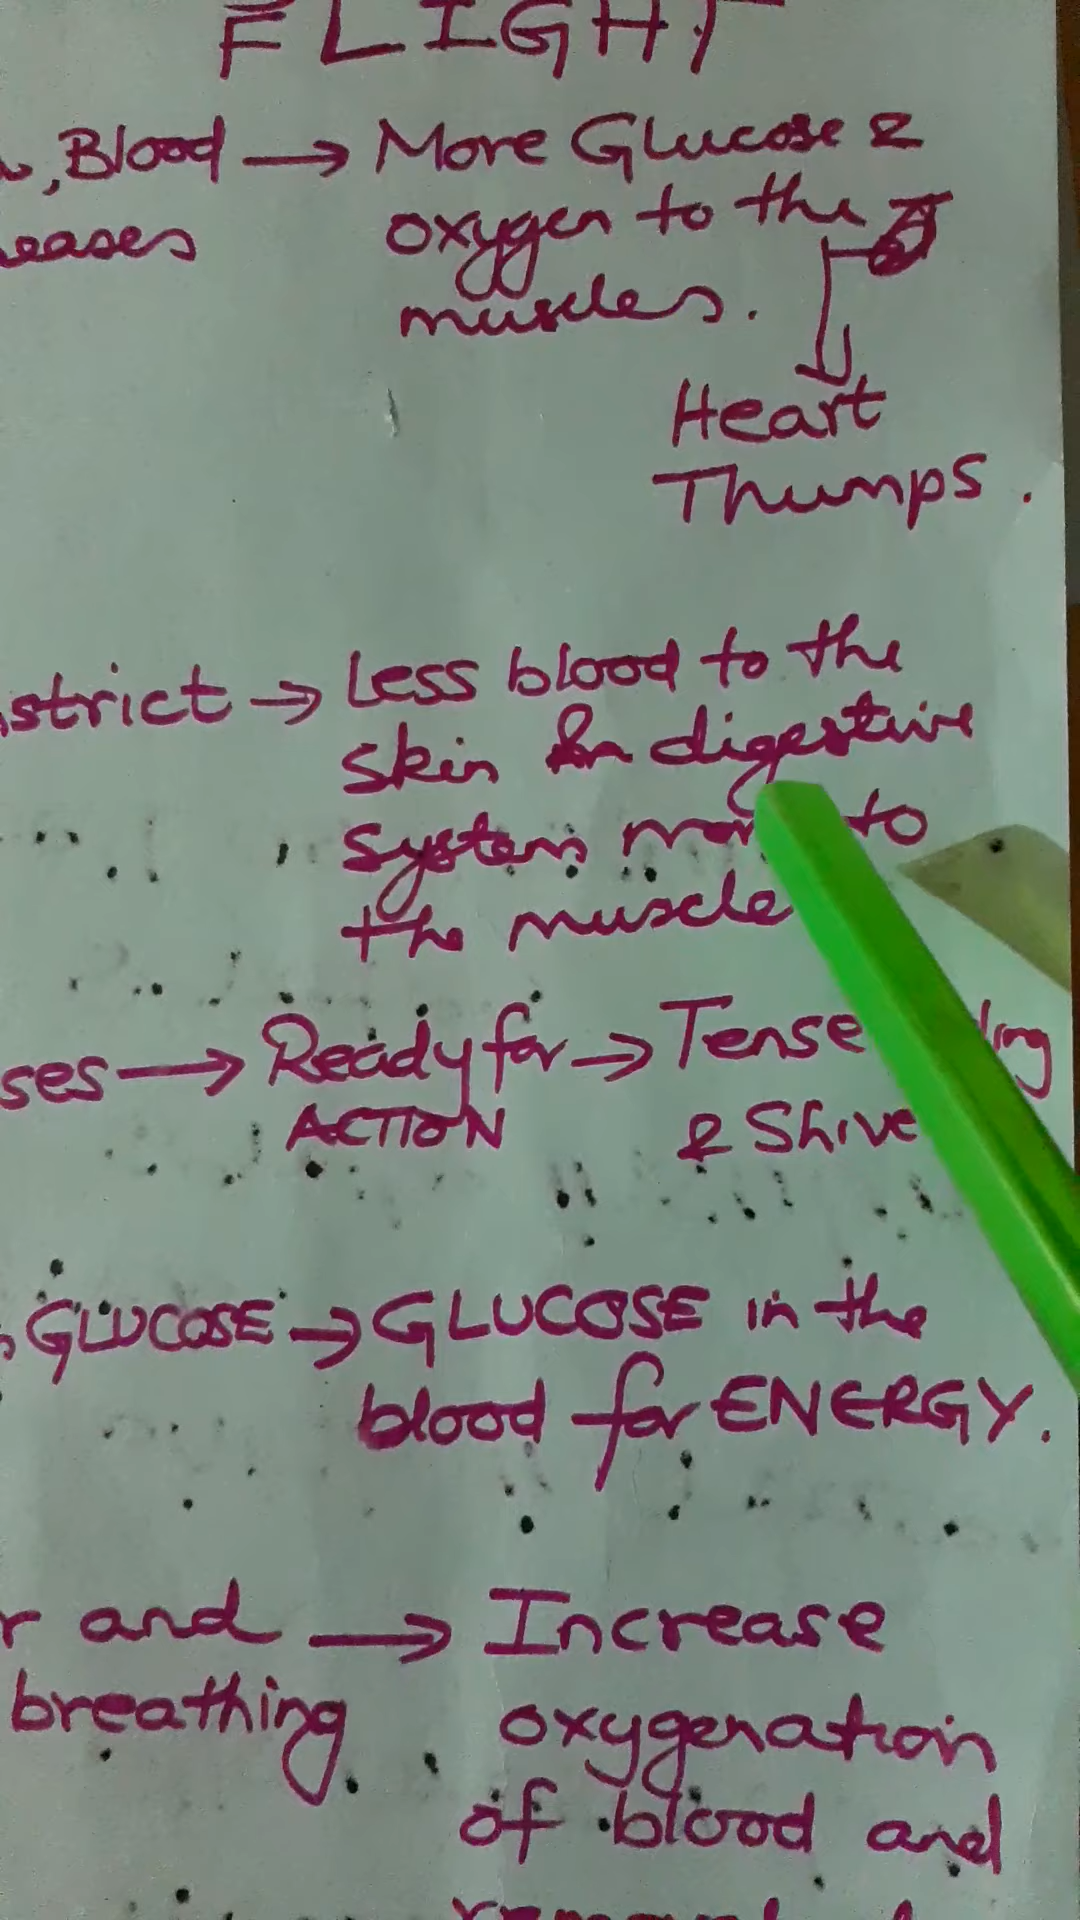 FLIGHT
, Blood → More Glucose &
eases oxygen to the
muscles.
Heart
Thumps.
strict → Less blood to the
skin & digestive
system to
the muscle
ses → Ready for → Tense ling
ACTION & Shive
GLUCOSE → GLUCOSE in the
blood for ENERGY.
r and → Increase
breathing oxygenation
of blood and